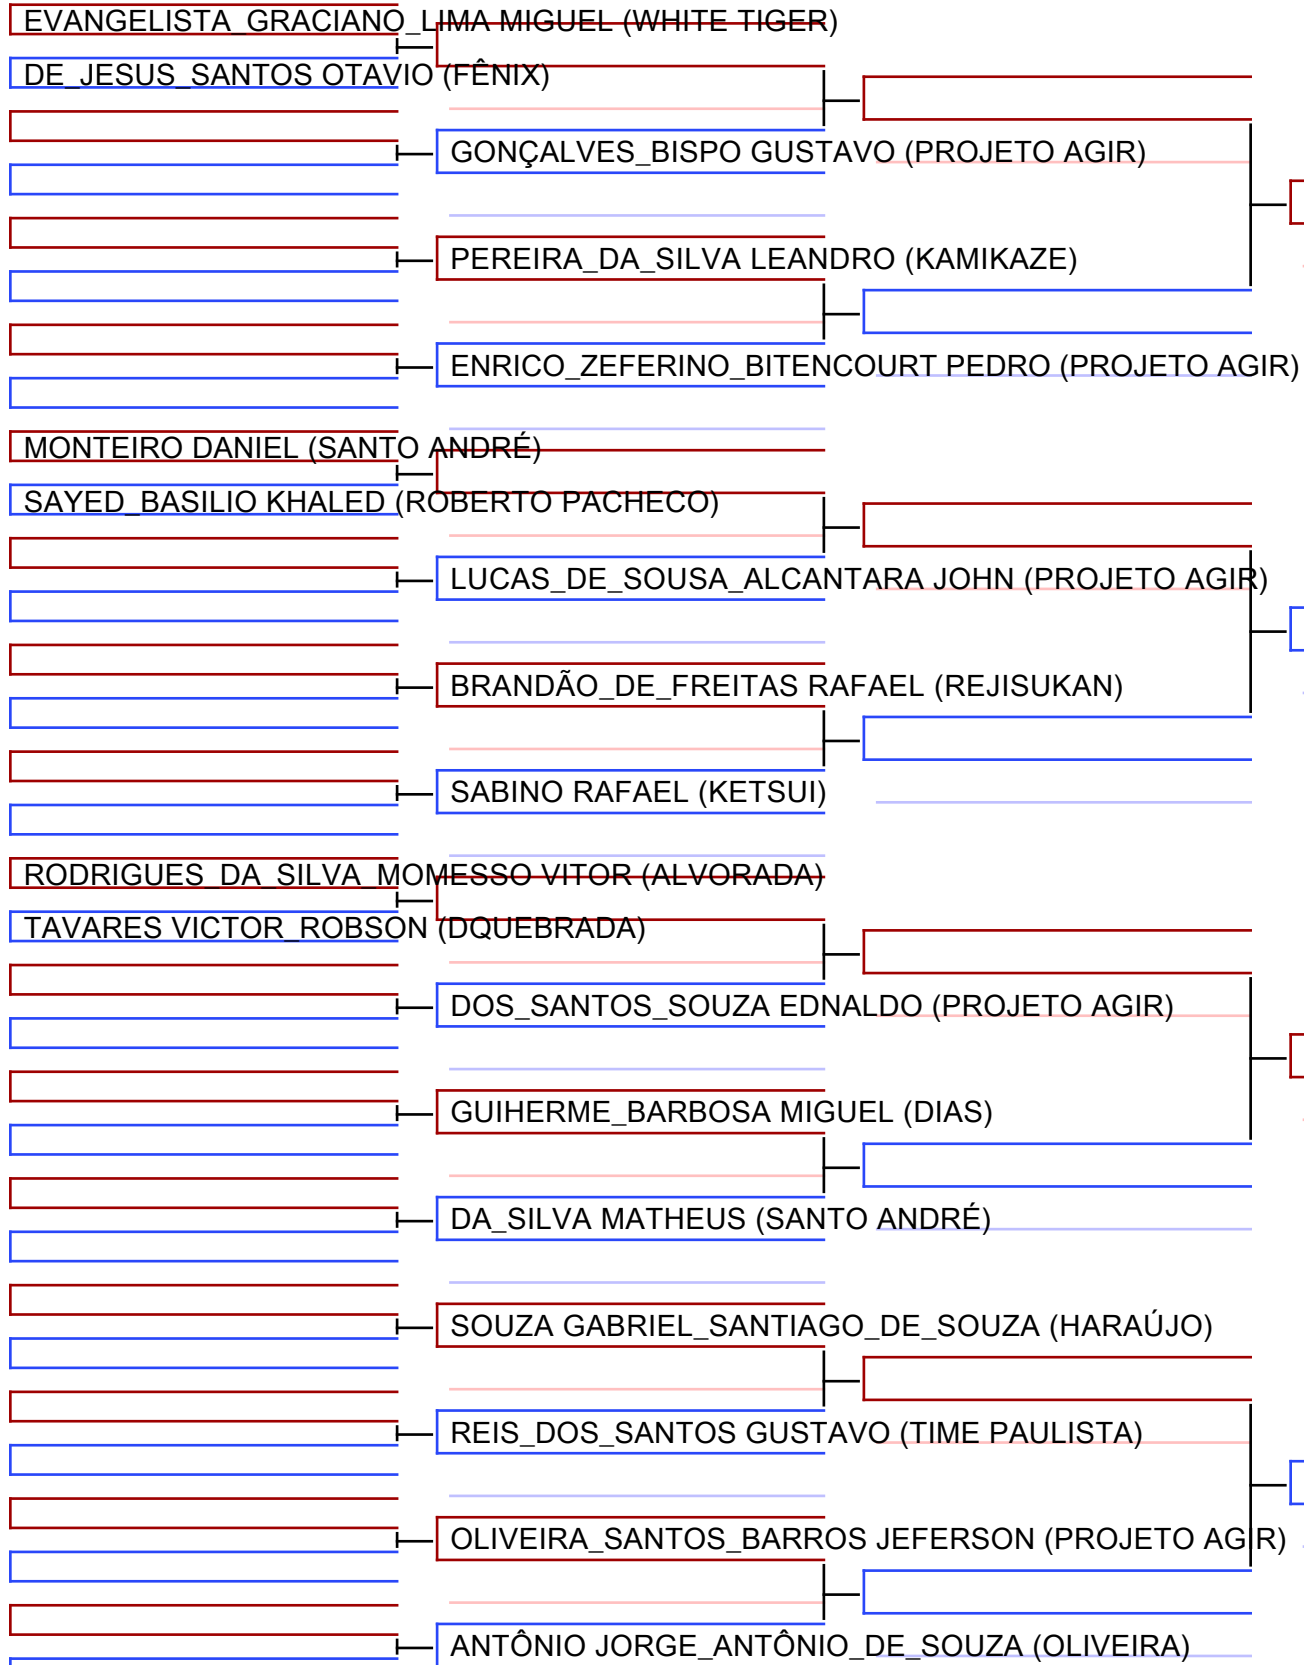 EVANGELISTA_GRACIANO_LIMA MIGUEL (WHITE TIGER)
DE_JESUS_SANTOS OTAVIO (FÊNIX)
GONÇALVES_BISPO GUSTAVO (PROJETO AGIR)
PEREIRA_DA_SILVA LEANDRO (KAMIKAZE)
ENRICO_ZEFERINO_BITENCOURT PEDRO (PROJETO AGIR)
MONTEIRO DANIEL (SANTO ANDRÉ)
SAYED_BASILIO KHALED (ROBERTO PACHECO)
LUCAS_DE_SOUSA_ALCANTARA JOHN (PROJETO AGIR)
BRANDÃO_DE_FREITAS RAFAEL (REJISUKAN)
SABINO RAFAEL (KETSUI)
RODRIGUES_DA_SILVA_MOMESSO VITOR (ALVORADA)
TAVARES VICTOR_ROBSON (DQUEBRADA)
DOS_SANTOS_SOUZA EDNALDO (PROJETO AGIR)
GUIHERME_BARBOSA MIGUEL (DIAS)
DA_SILVA MATHEUS (SANTO ANDRÉ)
SOUZA GABRIEL_SANTIAGO_DE_SOUZA (HARAÚJO)
REIS_DOS_SANTOS GUSTAVO (TIME PAULISTA)
OLIVEIRA_SANTOS_BARROS JEFERSON (PROJETO AGIR)
ANTÔNIO JORGE_ANTÔNIO_DE_SOUZA (OLIVEIRA)